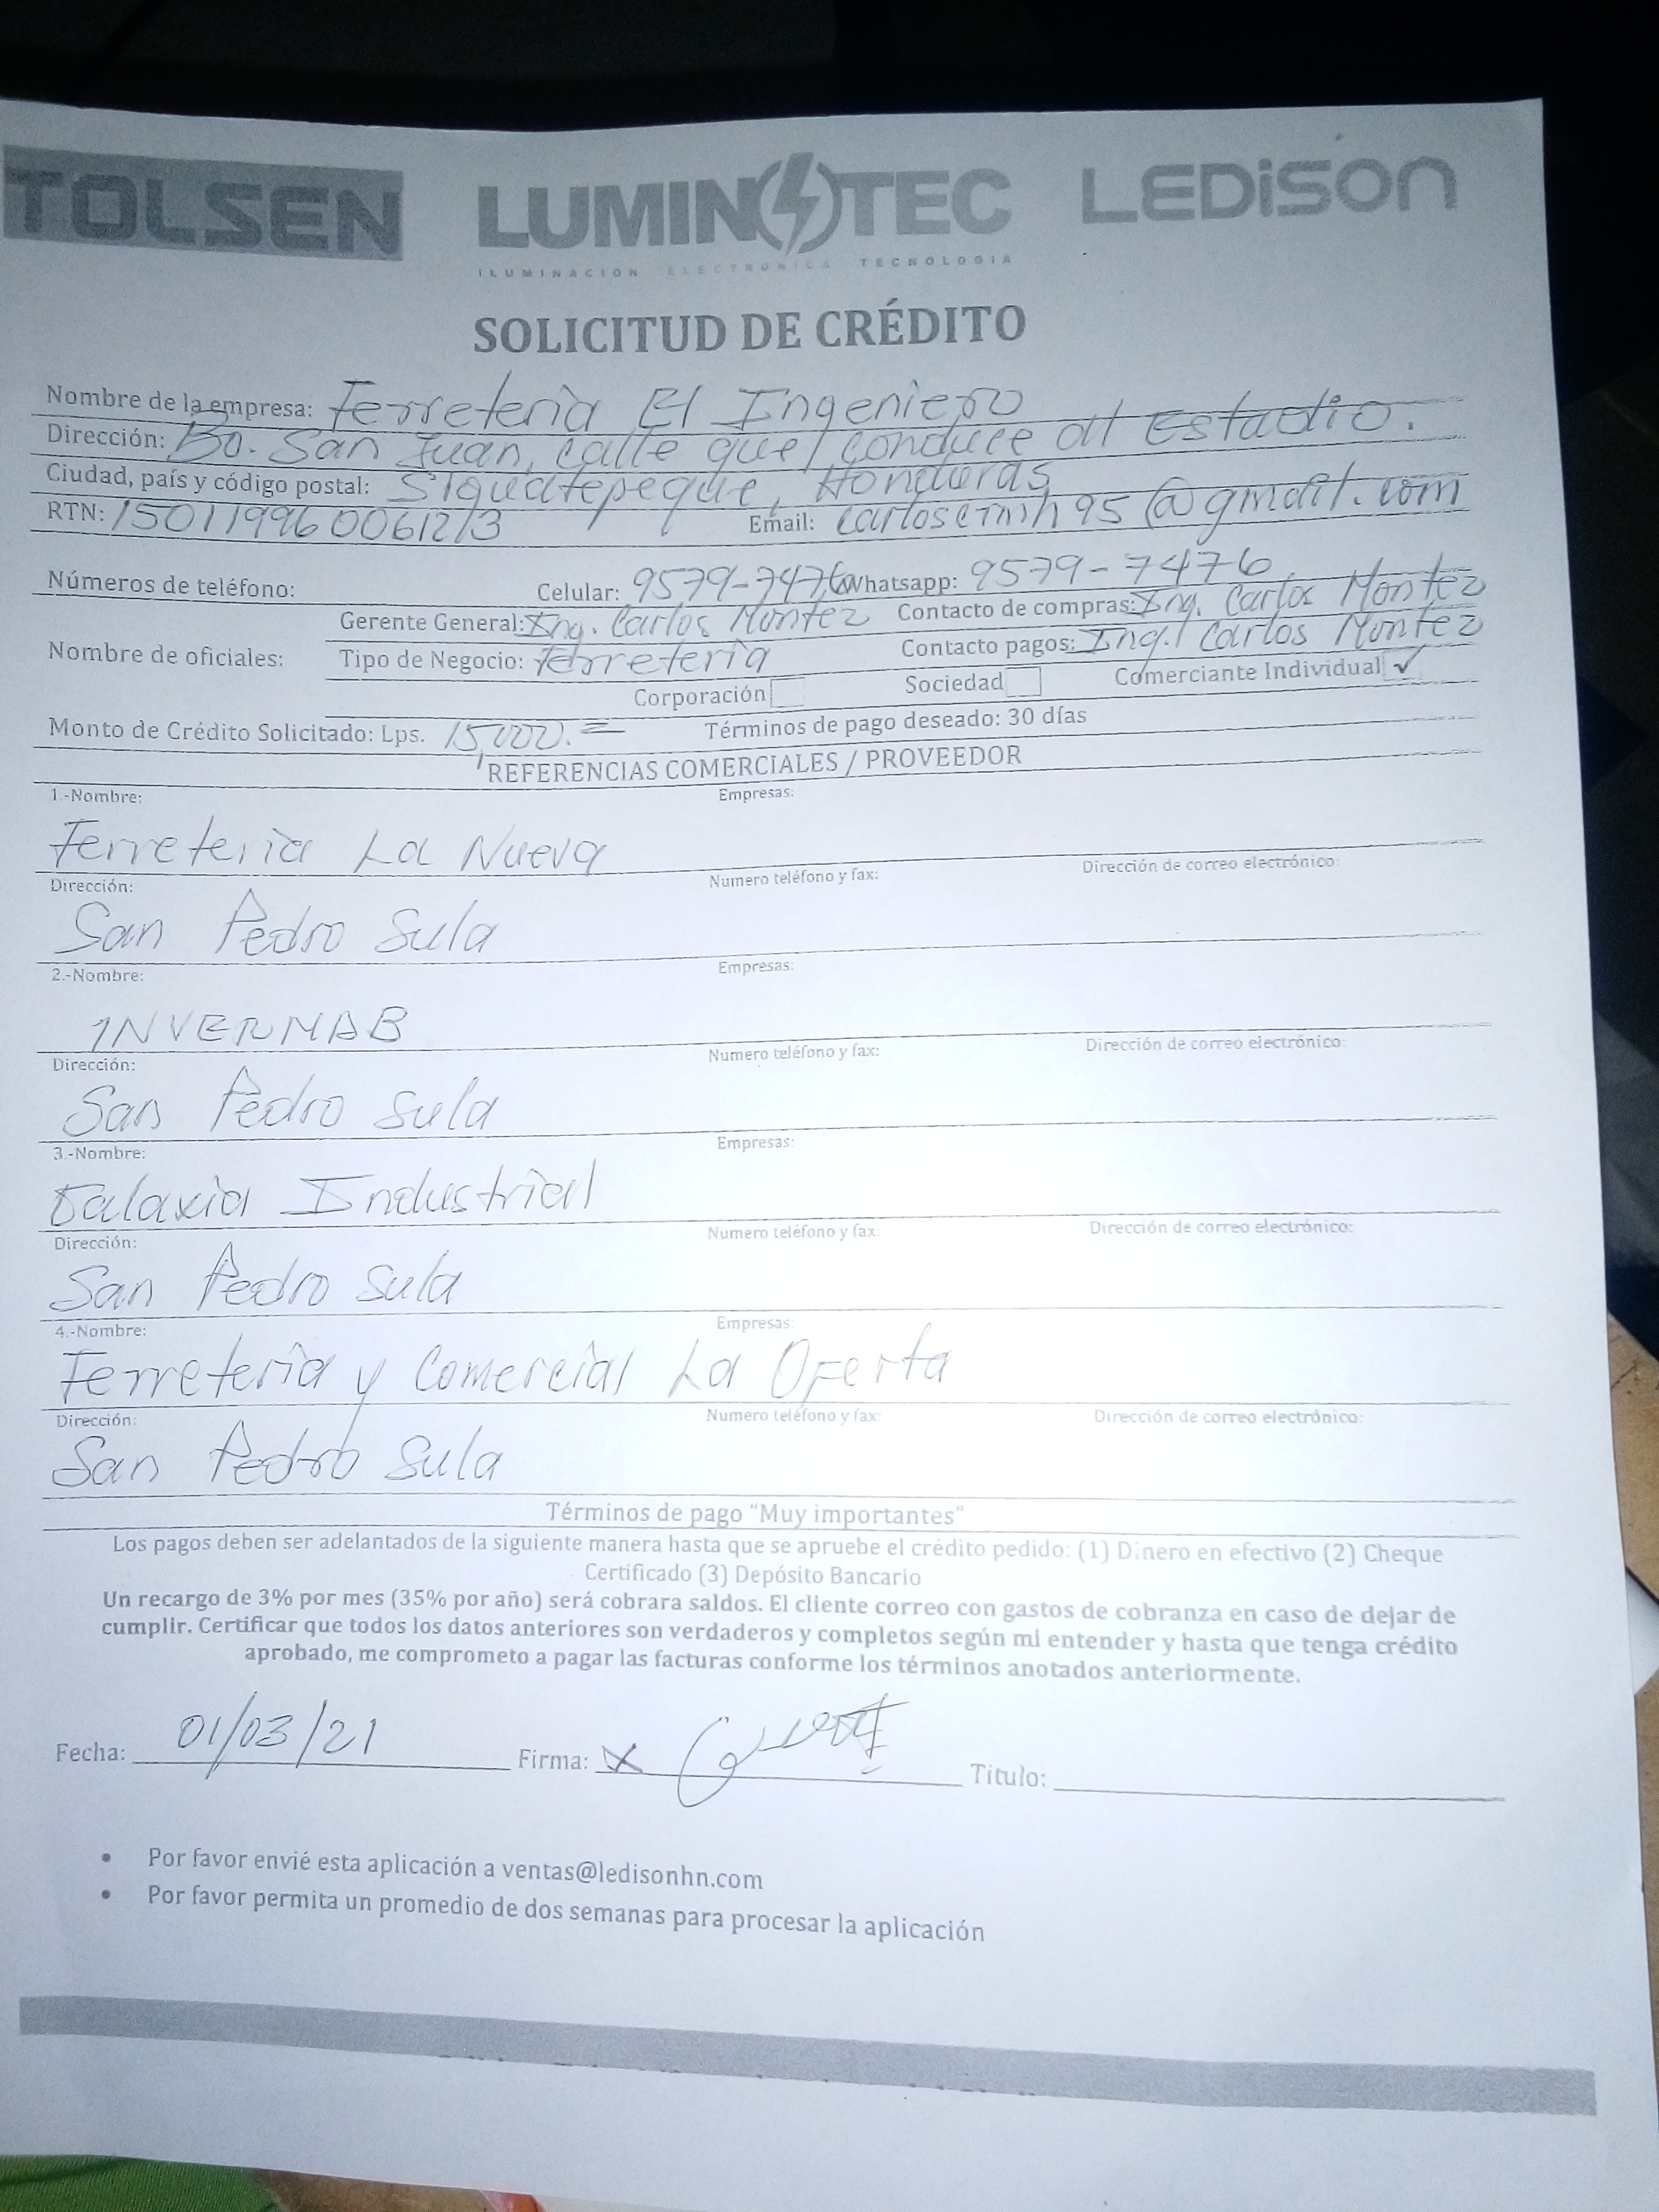 TOLSEN LUMINOTEC LEDiSON
ILUMINACIÓN ELECTRÓNICA TECNOLOGÍA
SOLICITUD DE CRÉDITO
Nombre de la empresa: Ferretería El Ingeniero
Dirección: Bo. San Juan, calle que conduce al Estadio.
Ciudad, país y código postal: Siguatepeque, Honduras
RTN: Email:
Números de teléfono: Celular: 9579-7476 Whatsapp: 9579-7476
Gerente General: Ing. Carlos Montez Contacto de compras: Ing. Carlos Montez
Nombre de oficiales: Tipo de Negocio: Ferretería Contacto pagos: Ing. Carlos Montez
Corporación Sociedad Comerciante Individual ✓
Monto de Crédito Solicitado: Lps. 15,000.= Términos de pago deseado: 30 días
REFERENCIAS COMERCIALES / PROVEEDOR
1.-Nombre: Empresas:
Ferretería La Nueva
Dirección: Numero teléfono y fax: Dirección de correo electrónico:
San Pedro Sula
2.-Nombre: Empresas:
INVERMAB
Dirección: Numero teléfono y fax: Dirección de correo electrónico:
San Pedro Sula
3.-Nombre: Empresas:
Galaxia Industrial
Dirección: Numero teléfono y fax: Dirección de correo electrónico:
San Pedro Sula
4.-Nombre: Empresas:
Ferretería y Comercial La Oferta
Dirección: Numero teléfono y fax: Dirección de correo electrónico:
San Pedro Sula
Términos de pago "Muy importantes"
Los pagos deben ser adelantados de la siguiente manera hasta que se apruebe el crédito pedido: (1) Dinero en efectivo (2) Cheque
Certificado (3) Depósito Bancario
Un recargo de 3% por mes (35% por año) será cobrara saldos. El cliente correo con gastos de cobranza en caso de dejar de
cumplir. Certificar que todos los datos anteriores son verdaderos y completos según mi entender y hasta que tenga crédito
aprobado, me comprometo a pagar las facturas conforme los términos anotados anteriormente.
Fecha: 01/03/21 Firma: x Titulo:
• Por favor envié esta aplicación a ventas@ledisonhn.com
• Por favor permita un promedio de dos semanas para procesar la aplicación